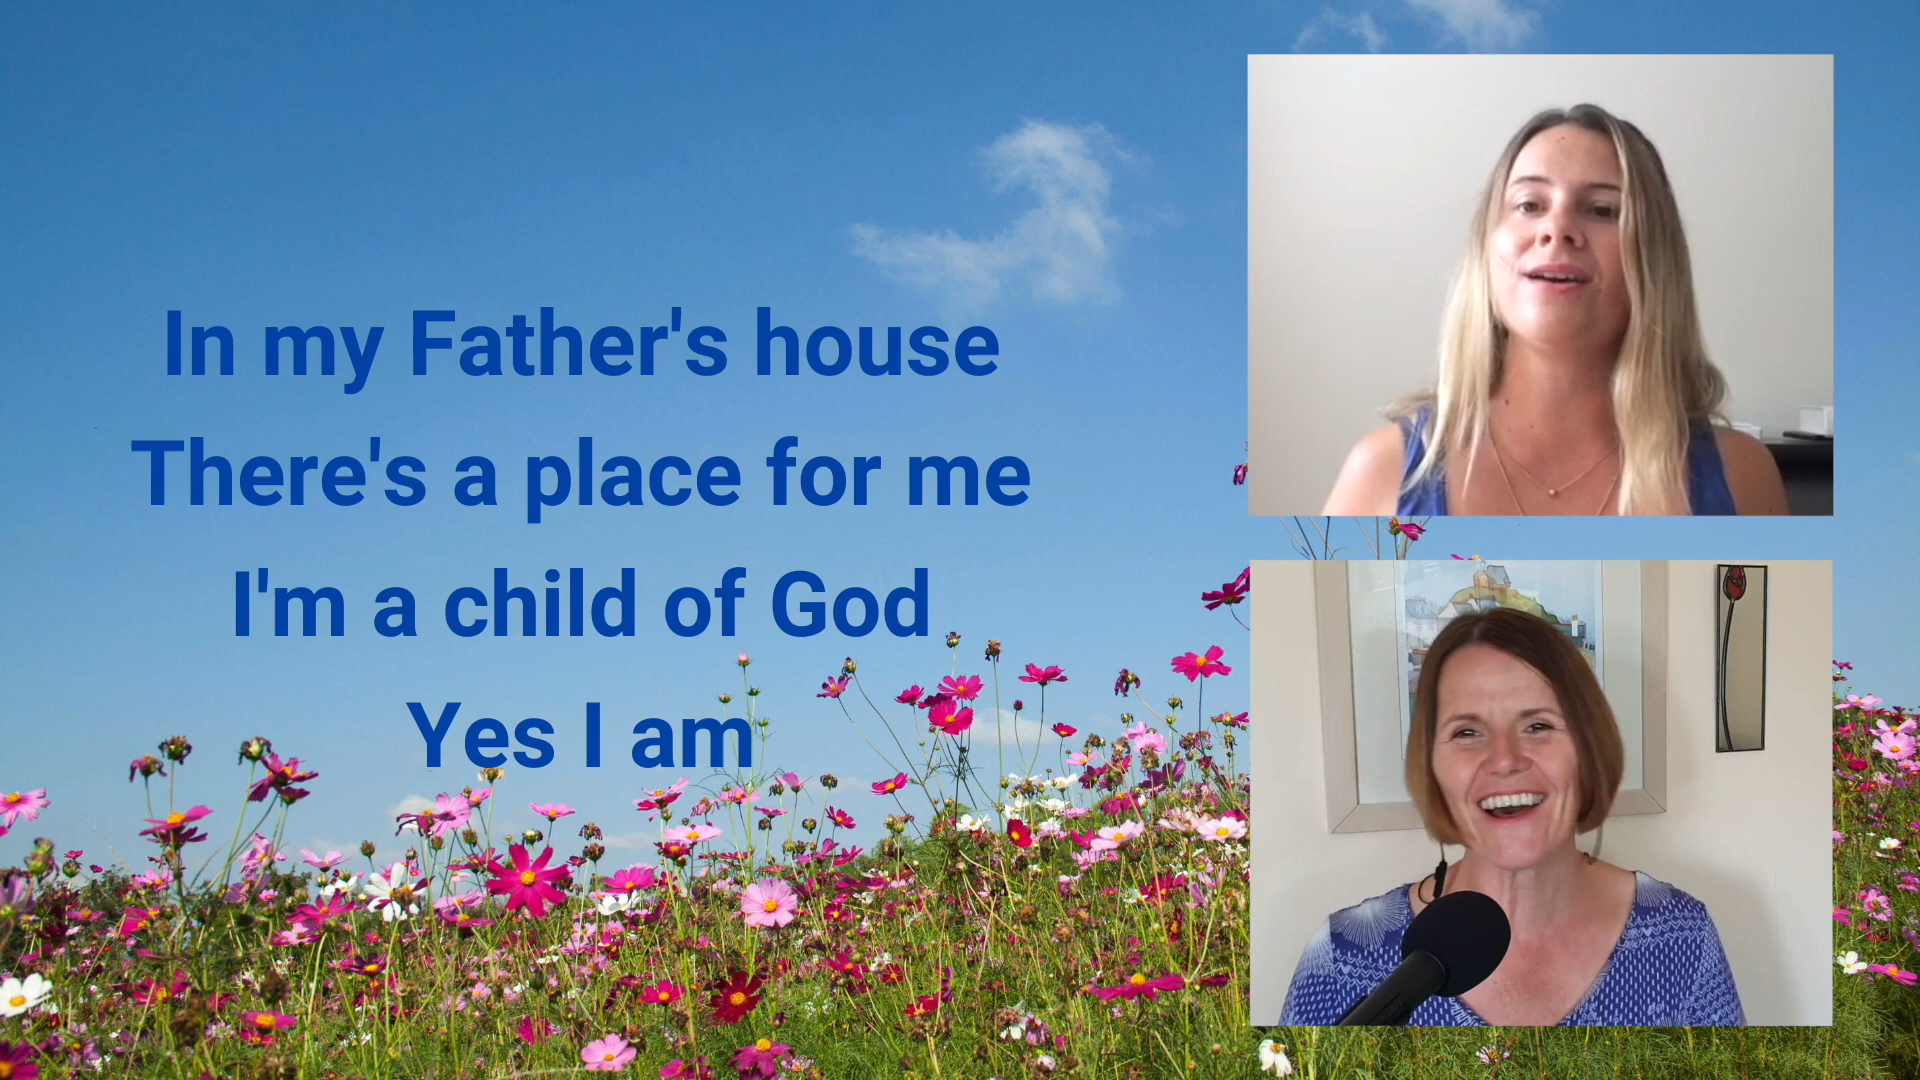 In my Father's house
There's a place for me
I'm a child of God
Yes I am